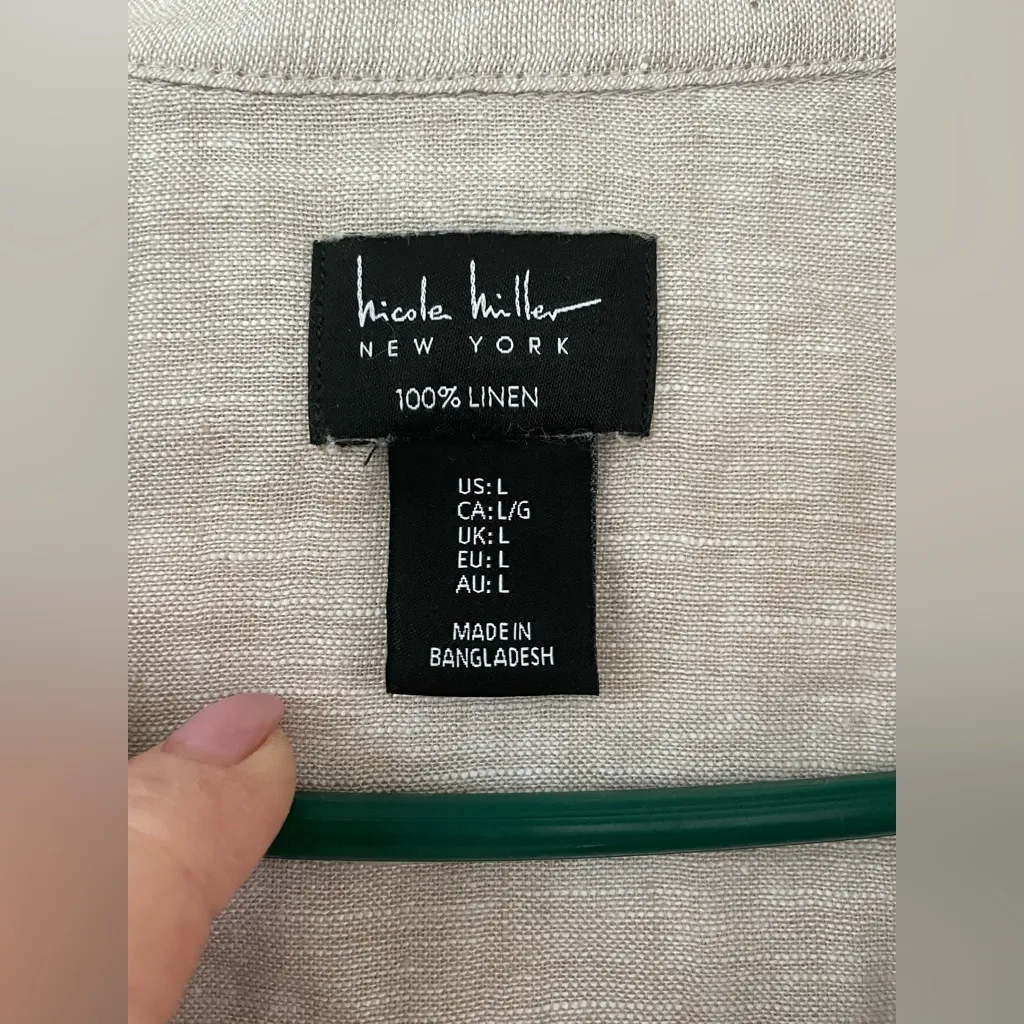 nicole miller
NEW YORK
100% LINEN
US: L
CA: L/G
UK: L
EU: L
AU: L
MADE IN
BANGLADESH